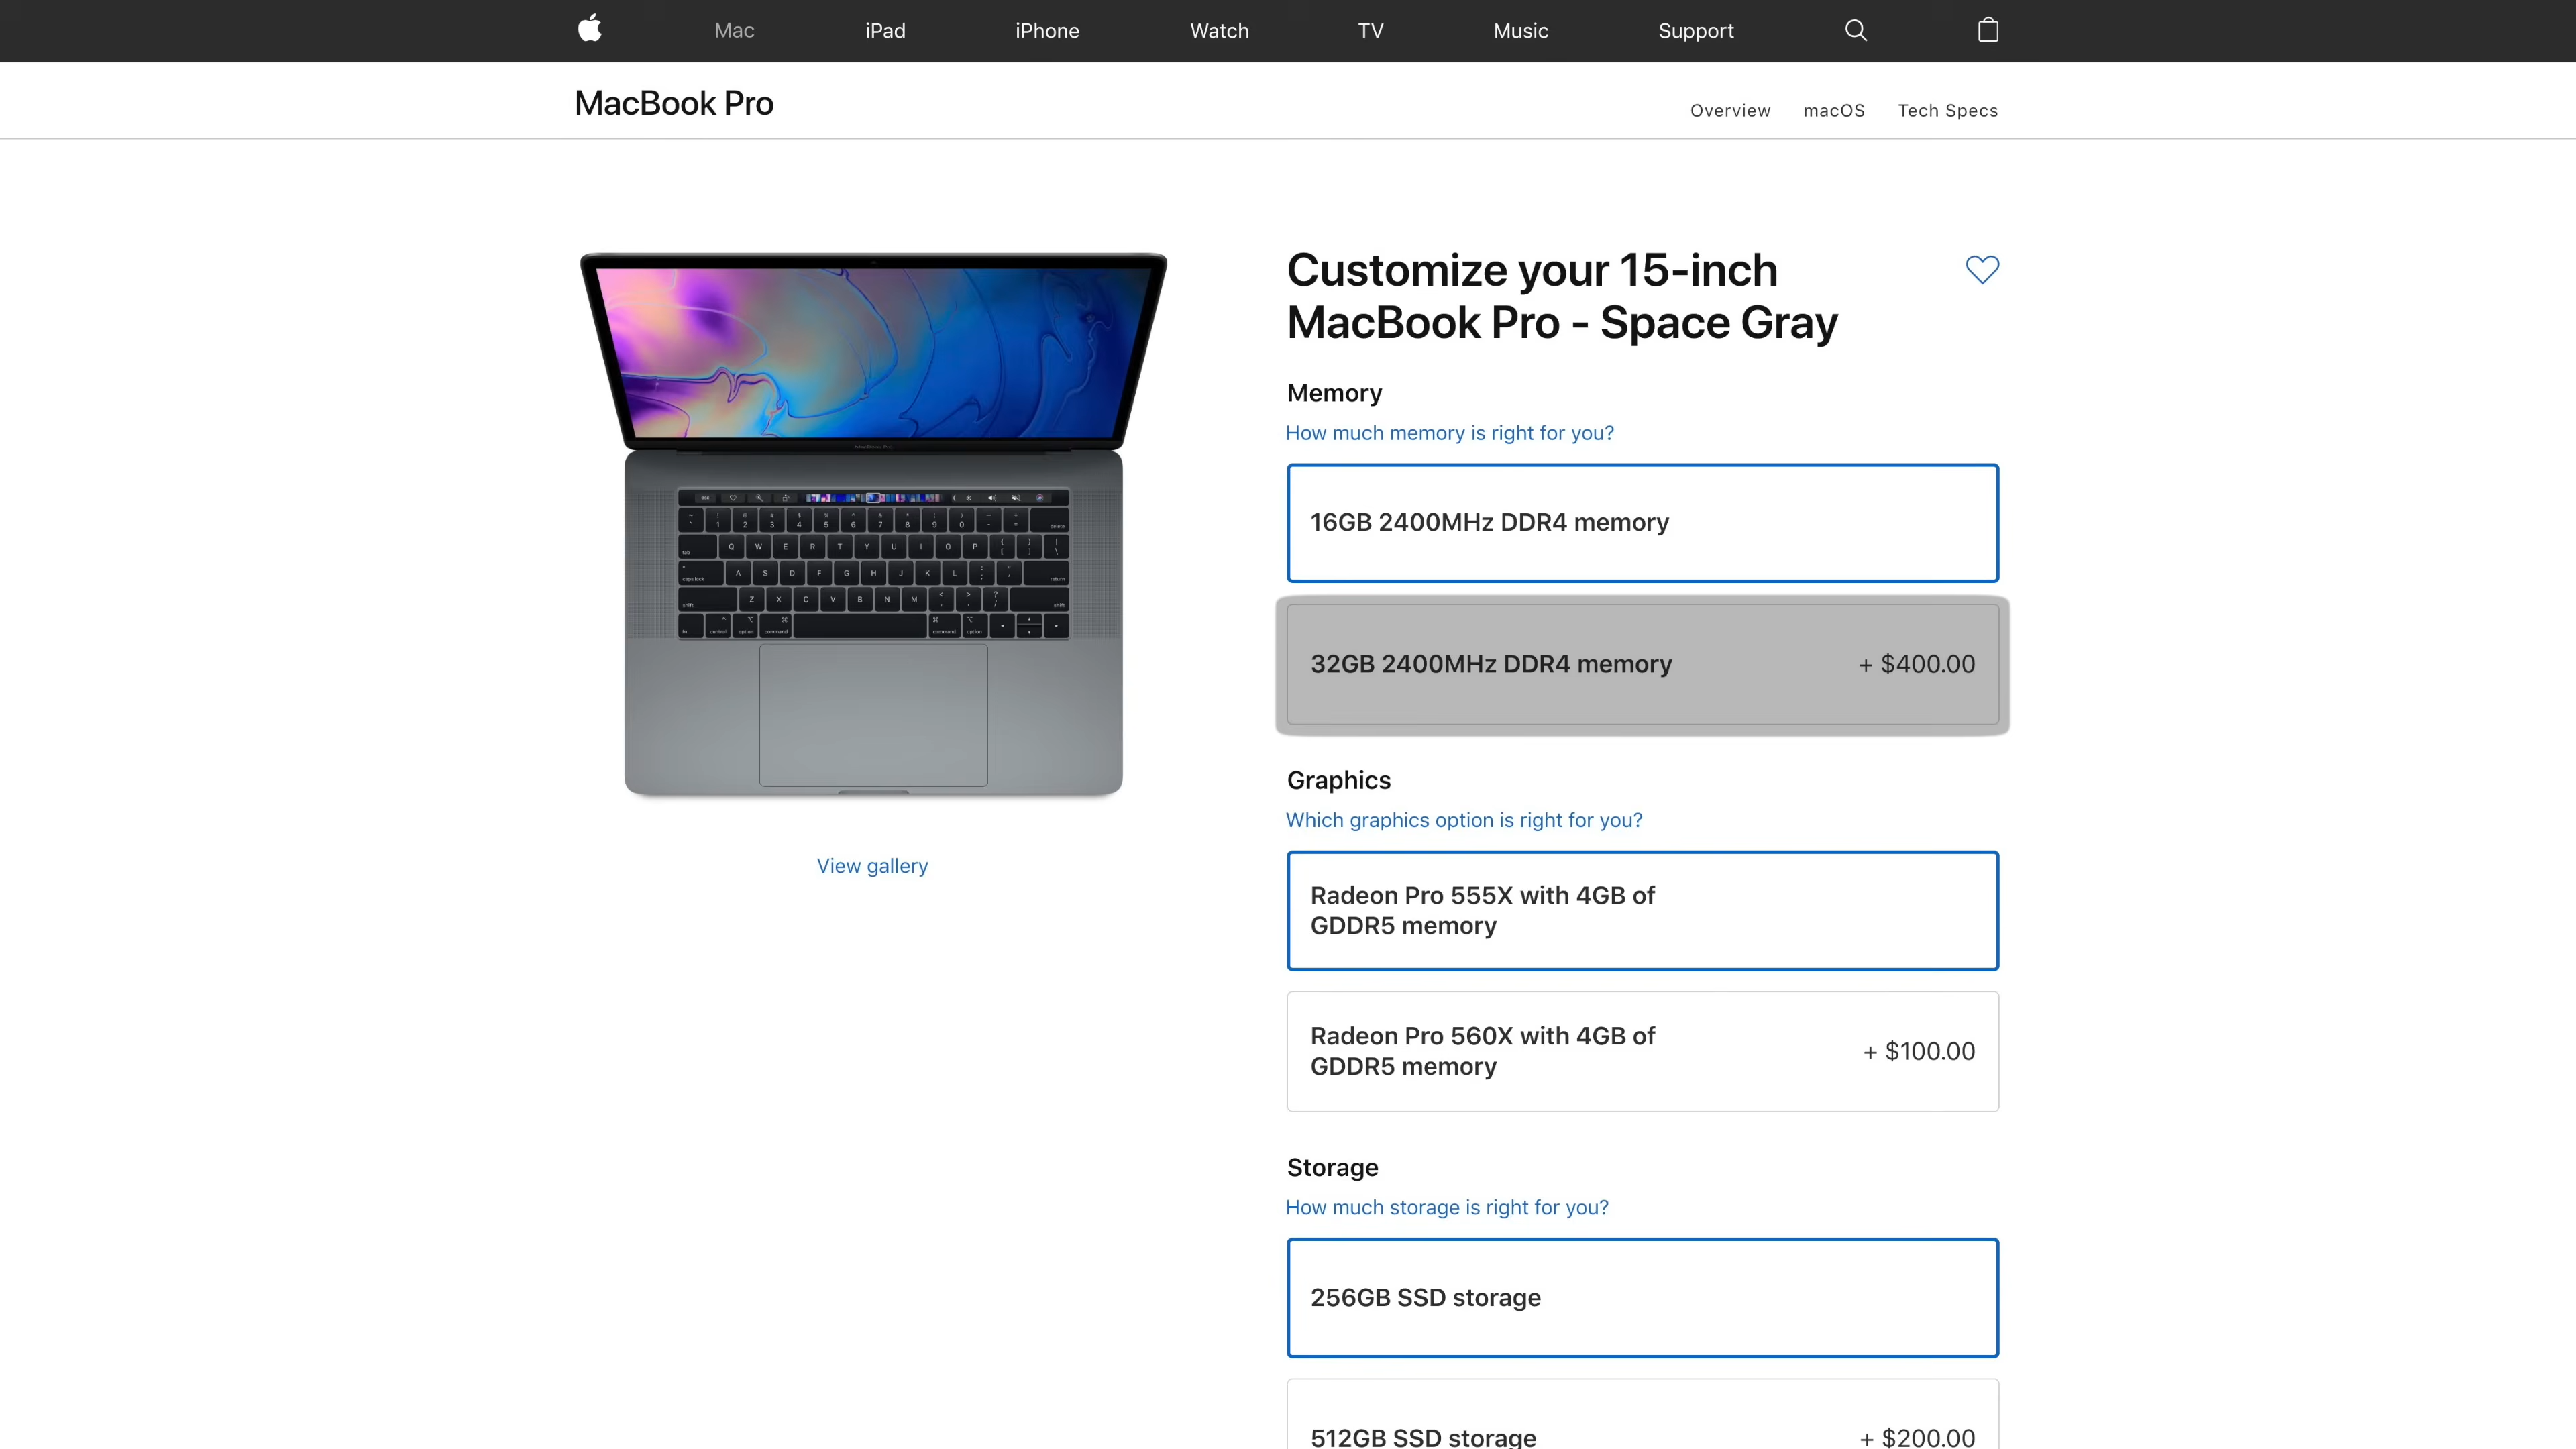 Mac
iPad
iPhone
Watch
TV
Music
Support
MacBook Pro
Overview
macOS
Tech Specs
Customize your 15-inch
MacBook Pro - Space Gray
Memory
How much memory is right for you?
16GB 2400MHz DDR4 memory
32GB 2400MHz DDR4 memory
+ $400.00
Graphics
Which graphics option is right for you?
Radeon Pro 555X with 4GB of
GDDR5 memory
Radeon Pro 560X with 4GB of
GDDR5 memory
+ $100.00
Storage
How much storage is right for you?
256GB SSD storage
512GB SSD storage
+ $200.00
View gallery